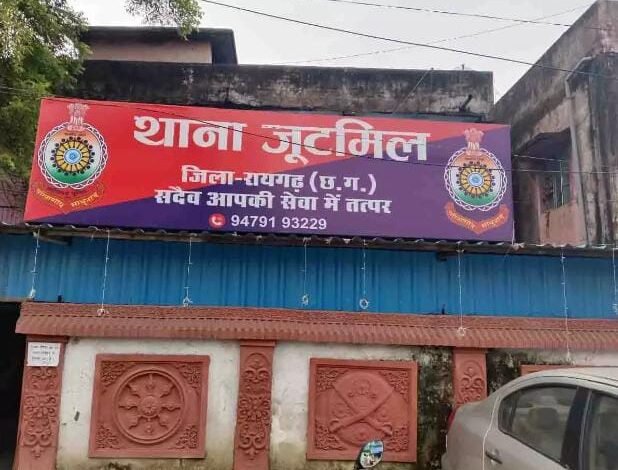 थाना जूटमिल
जिला-रायगढ़ (छ.ग.)
सदैव आपकी सेवा में तत्पर
94791 93229